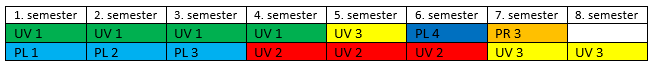 1. semester 2. semester 3. semester 4. semester 5. semester 6. semester 7. semester 8. semester
UV 1 UV 1 UV 1 UV 1 UV 3 PL 4 PR 3
PL 1 PL 2 PL 3 UV 2 UV 2 UV 2 UV 3 UV 3